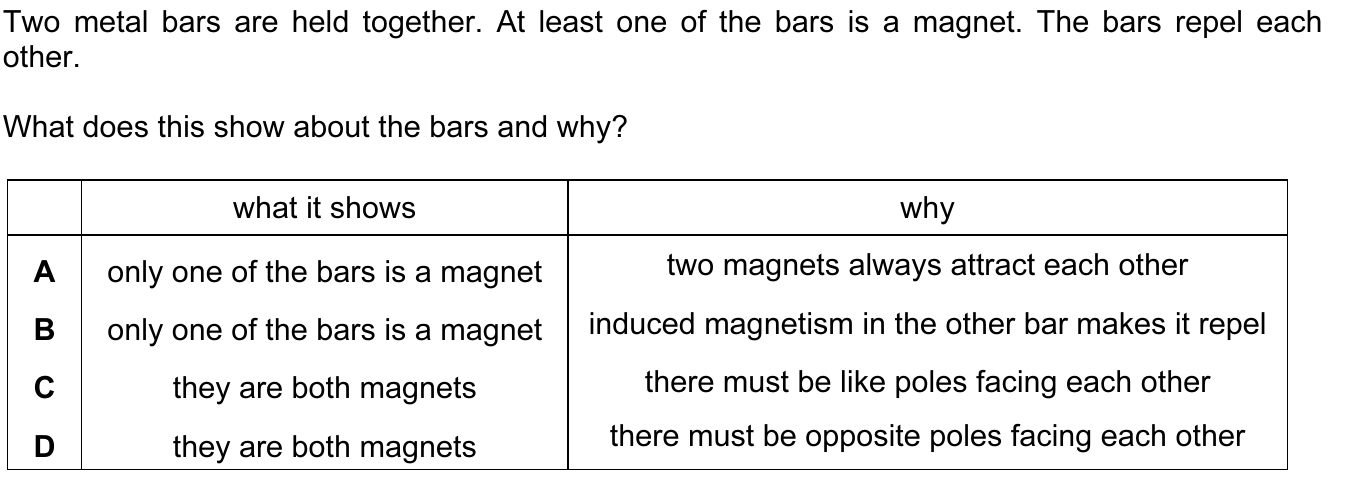 Two metal bars are held together. At least one of the bars is a magnet. The bars repel each
other.
What does this show about the bars and why?
what it shows why
A only one of the bars is a magnet two magnets always attract each other
B only one of the bars is a magnet induced magnetism in the other bar makes it repel
C they are both magnets there must be like poles facing each other
D they are both magnets there must be opposite poles facing each other